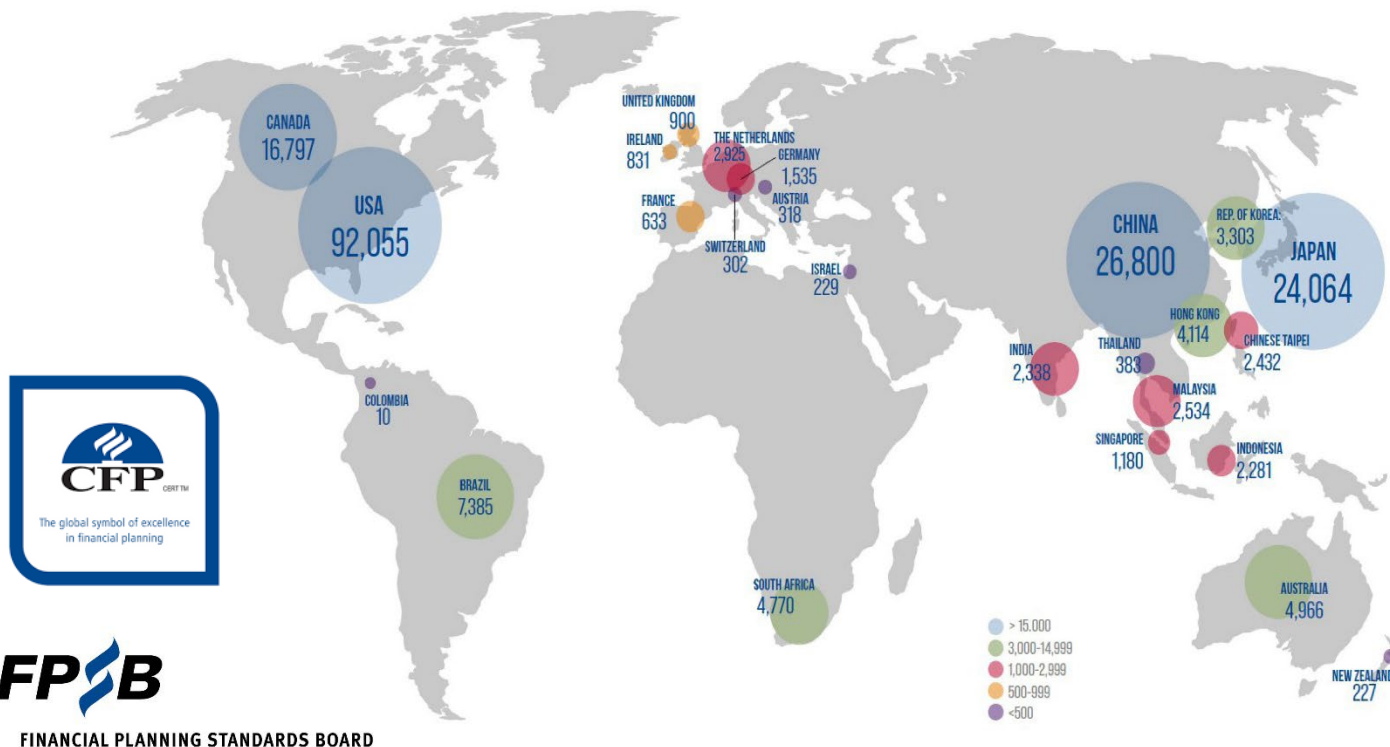 CANADA
16,797
USA
92,055
UNITED KINGDOM
900
IRELAND
831
THE NETHERLANDS
2,925
GERMANY
1,535
AUSTRIA
318
FRANCE
633
SWITZERLAND
302
ISRAEL
229
CHINA
26,800
REP. OF KOREA:
3,303
JAPAN
24,064
HONG KONG
4,114
CHINESE TAIPEI
2,432
INDIA
2,338
THAILAND
383
MALAYSIA
2,534
SINGAPORE
1,180
INDONESIA
2,281
COLOMBIA
10
BRAZIL
7,385
SOUTH AFRICA
4,770
AUSTRALIA
4,966
NEW ZEALAND
227
> 15.000
3,000-14,999
1,000-2,999
500-999
<500
CFP CERT TM
The global symbol of excellence
in financial planning
FPSB
FINANCIAL PLANNING STANDARDS BOARD